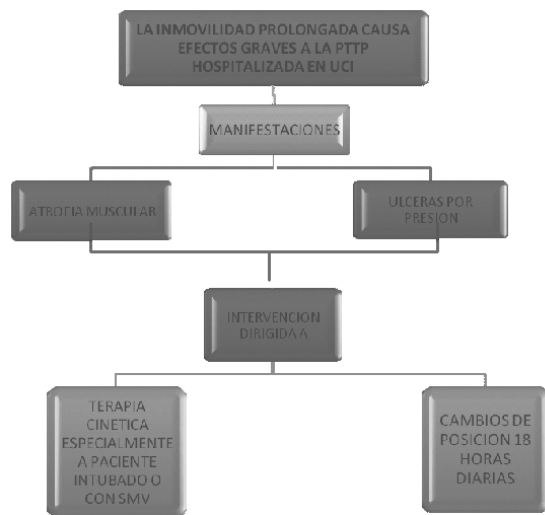 LA INMOVILIDAD PROLONGADA CAUSA
EFECTOS GRAVES A LA PTTP
HOSPITALIZADA EN UCI
MANIFESTACIONES
ATROFIA MUSCULAR
ULCERAS POR
PRESION
INTERVENCION
DIRIGIDA A
TERAPIA
CINETICA
ESPECIALMENTE
A PACIENTE
INTUBADO O
CON SMV
CAMBIOS DE
POSICION 18
HORAS
DIARIAS